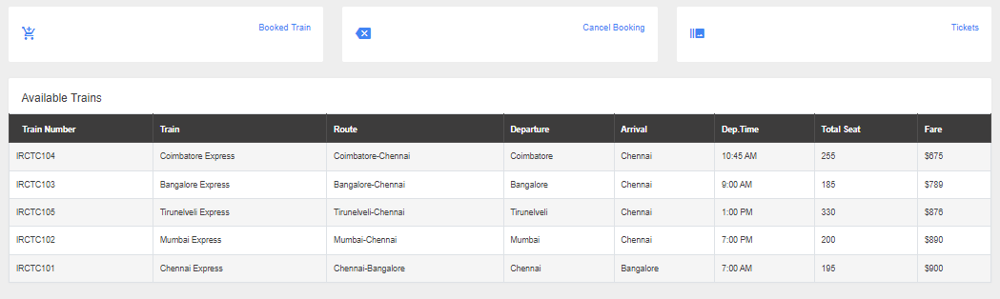 Booked Train
Cancel Booking
Tickets
Available Trains
Train Number Train Route Departure Arrival Dep.Time Total Seat Fare
IRCTC104 Coimbatore Express Coimbatore-Chennai Coimbatore Chennai 10:45 AM 255 $675
IRCTC103 Bangalore Express Bangalore-Chennai Bangalore Chennai 9:00 AM 185 $789
IRCTC105 Tirunelveli Express Tirunelveli-Chennai Tirunelveli Chennai 1:00 PM 330 $876
IRCTC102 Mumbai Express Mumbai-Chennai Mumbai Chennai 7:00 PM 200 $890
IRCTC101 Chennai Express Chennai-Bangalore Chennai Bangalore 7:00 AM 195 $900